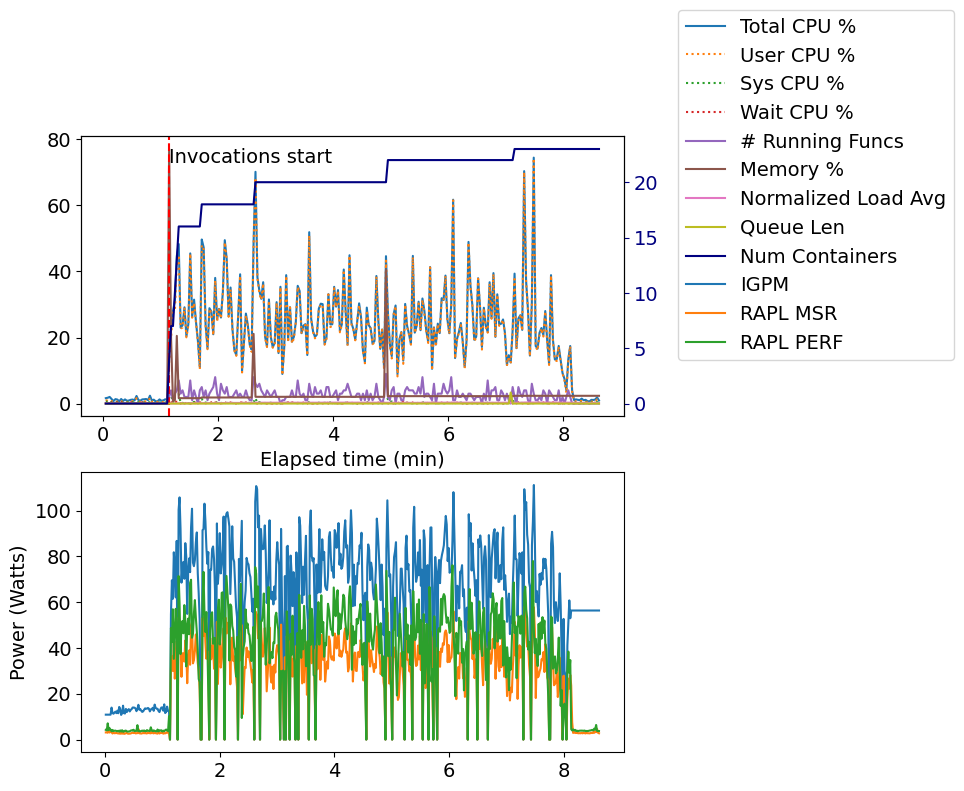 Total CPU %
User CPU %
Sys CPU %
Wait CPU %
# Running Funcs
Memory %
Normalized Load Avg
Queue Len
Num Containers
IGPM
RAPL MSR
RAPL PERF
80
60
40
20
0
Invocations start
20
15
10
5
0
0 2 4 6 8
Elapsed time (min)
Power (Watts)
100
80
60
40
20
0
0 2 4 6 8